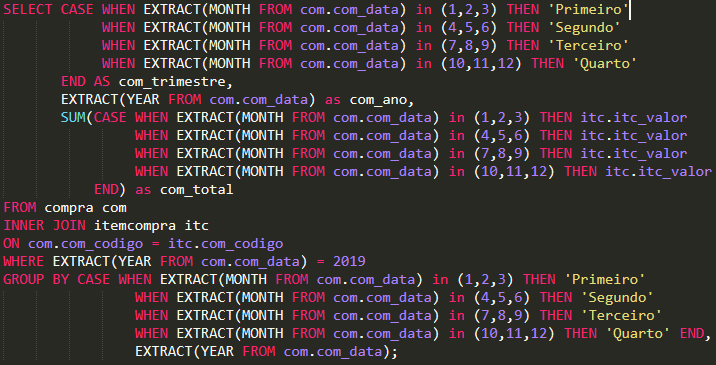 SELECT CASE WHEN EXTRACT(MONTH FROM com.com_data) in (1,2,3) THEN 'Primeiro'
WHEN EXTRACT(MONTH FROM com.com_data) in (4,5,6) THEN 'Segundo'
WHEN EXTRACT(MONTH FROM com.com_data) in (7,8,9) THEN 'Terceiro'
WHEN EXTRACT(MONTH FROM com.com_data) in (10,11,12) THEN 'Quarto'
END AS com_trimestre,
EXTRACT(YEAR FROM com.com_data) as com_ano,
SUM(CASE WHEN EXTRACT(MONTH FROM com.com_data) in (1,2,3) THEN itc.itc_valor
WHEN EXTRACT(MONTH FROM com.com_data) in (4,5,6) THEN itc.itc_valor
WHEN EXTRACT(MONTH FROM com.com_data) in (7,8,9) THEN itc.itc_valor
WHEN EXTRACT(MONTH FROM com.com_data) in (10,11,12) THEN itc.itc_valor
END) as com_total
FROM compra com
INNER JOIN itemcompra itc
ON com.com_codigo = itc.com_codigo
WHERE EXTRACT(YEAR FROM com.com_data) = 2019
GROUP BY CASE WHEN EXTRACT(MONTH FROM com.com_data) in (1,2,3) THEN 'Primeiro'
WHEN EXTRACT(MONTH FROM com.com_data) in (4,5,6) THEN 'Segundo'
WHEN EXTRACT(MONTH FROM com.com_data) in (7,8,9) THEN 'Terceiro'
WHEN EXTRACT(MONTH FROM com.com_data) in (10,11,12) THEN 'Quarto' END,
EXTRACT(YEAR FROM com.com_data);